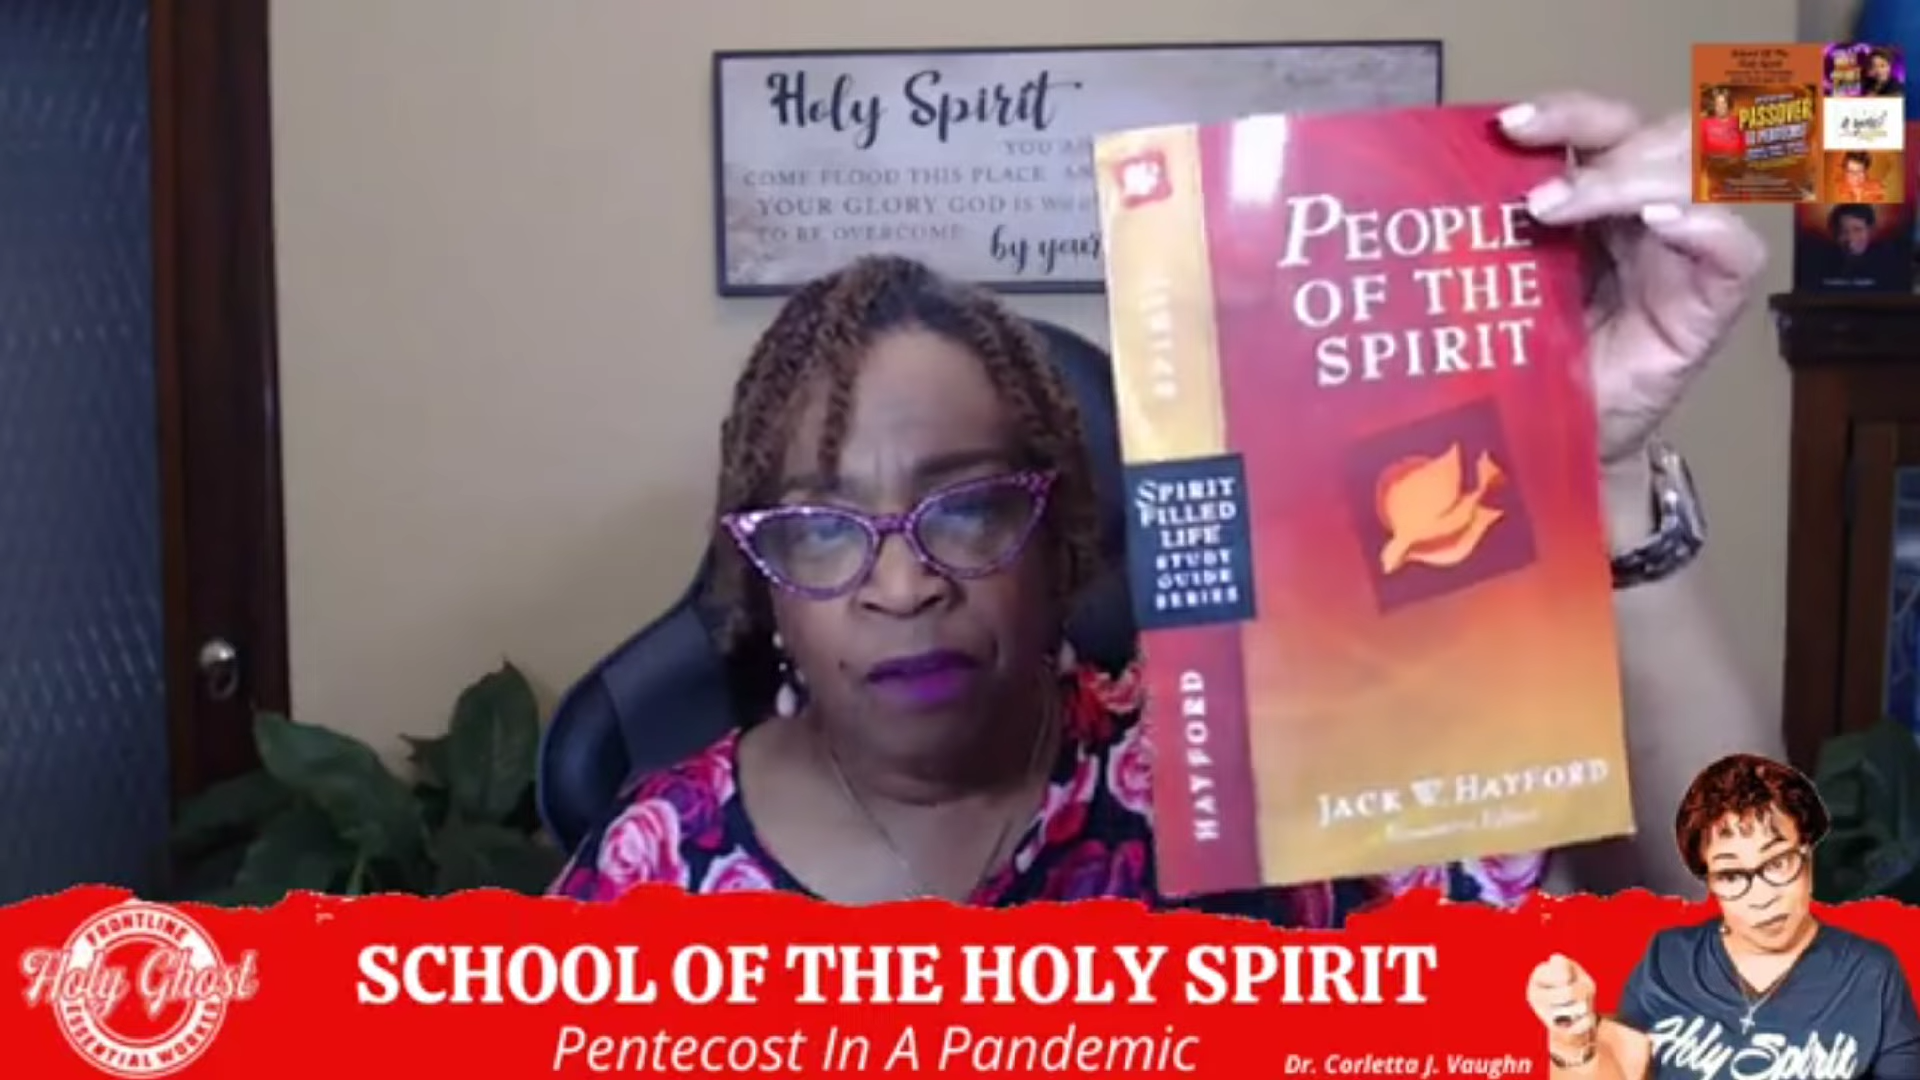 Holy Spirit
COME FLOOD THIS PLACE
YOUR GLORY GOD IS
TO BE OVERCOME
by your
PEOPLE
OF THE
SPIRIT
SPIRIT
FILLED
LIFE
STUDY
GUIDE
SERIES
HAYFORD
JACK W. HAYFORD
PASSOVER
FRONTLINE
Holy Ghost
ESSENTIAL WORKER
SCHOOL OF THE HOLY SPIRIT
Pentecost In A Pandemic
Dr. Corletta J. Vaughn
Holy Spirit